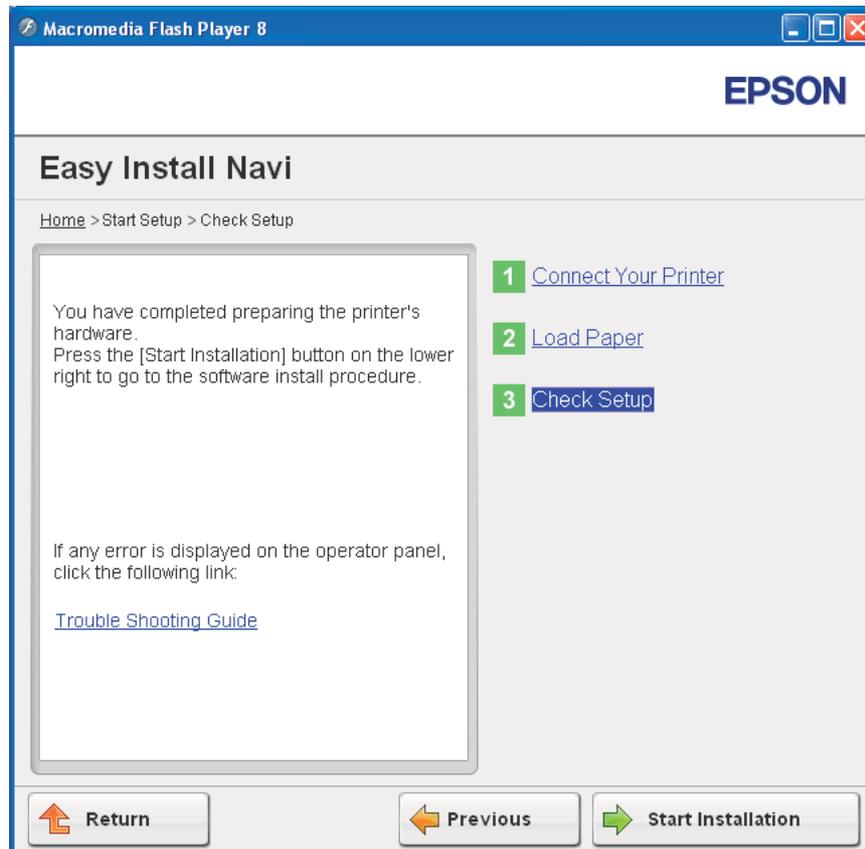 Macromedia Flash Player 8
EPSON
Easy Install Navi
Home > Start Setup > Check Setup
You have completed preparing the printer's
hardware.
Press the [Start Installation] button on the lower
right to go to the software install procedure.
If any error is displayed on the operator panel,
click the following link:
Trouble Shooting Guide
1 Connect Your Printer
2 Load Paper
3 Check Setup
Return
Previous
Start Installation